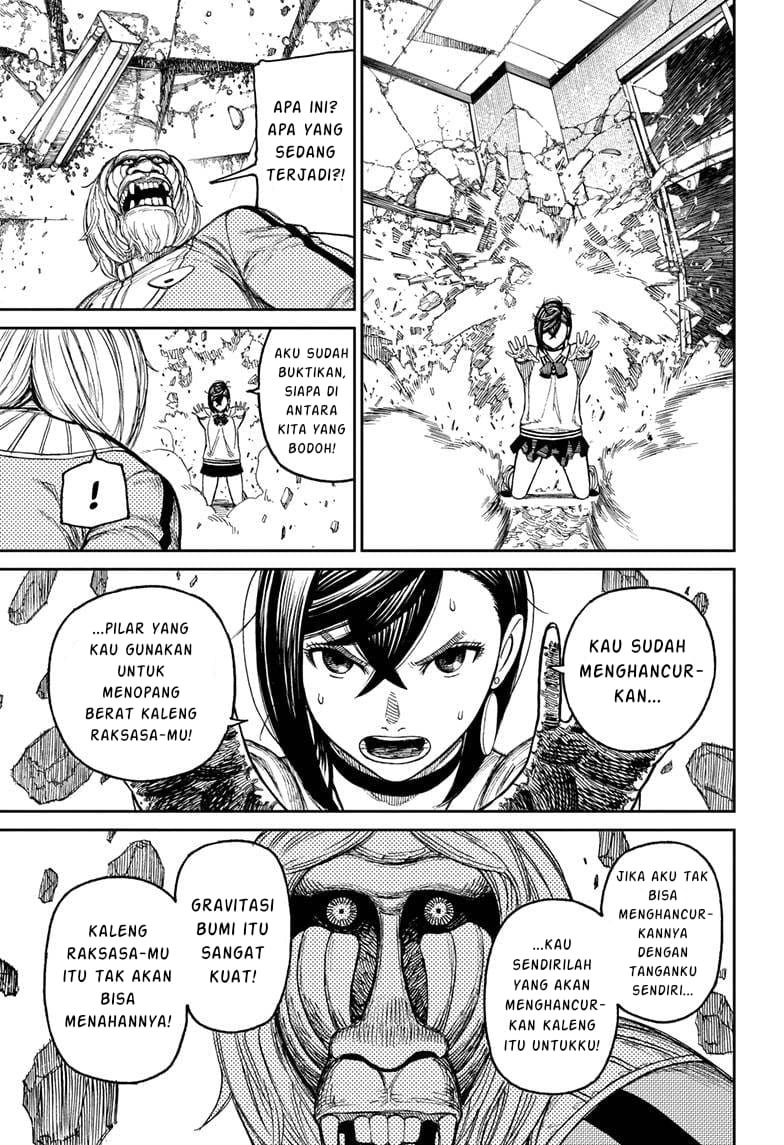 APA INI?
APA YANG
SEDANG
TERJADI?!
AKU SUDAH
BUKTIKAN,
SIAPA DI
ANTARA
KITA YANG
BODOH!
!
KAU SUDAH
MENGHANCUR-
KAN...
...PILAR YANG
KAU GUNAKAN
UNTUK
MENOPANG
BERAT KALENG
RAKSASA-MU!
JIKA AKU TAK
BISA
MENGHANCUR-
KANNYA
DENGAN
TANGANKU
SENDIRI...
...KAU
SENDIRILAH
YANG AKAN
MENGHANCUR-
KAN KALENG
ITU UNTUKKU!
GRAVITASI
BUMI ITU
SANGAT
KUAT!
KALENG
RAKSASA-MU
ITU TAK AKAN
BISA
MENAHANNYA!